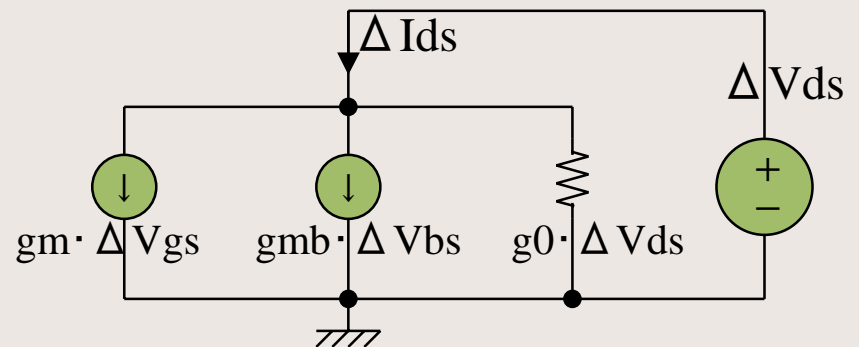 Δ Ids
Δ Vds
↓
↓
+
−
gm· Δ Vgs
gmb· Δ Vbs
g0· Δ Vds